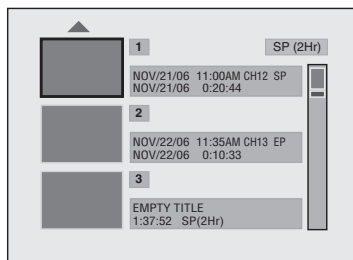 1
SP (2Hr)
NOV/21/06 11:00AM CH12 SP
NOV/21/06 0:20:44
2
NOV/22/06 11:35AM CH13 EP
NOV/22/06 0:10:33
3
EMPTY TITLE
1:37:52 SP(2Hr)